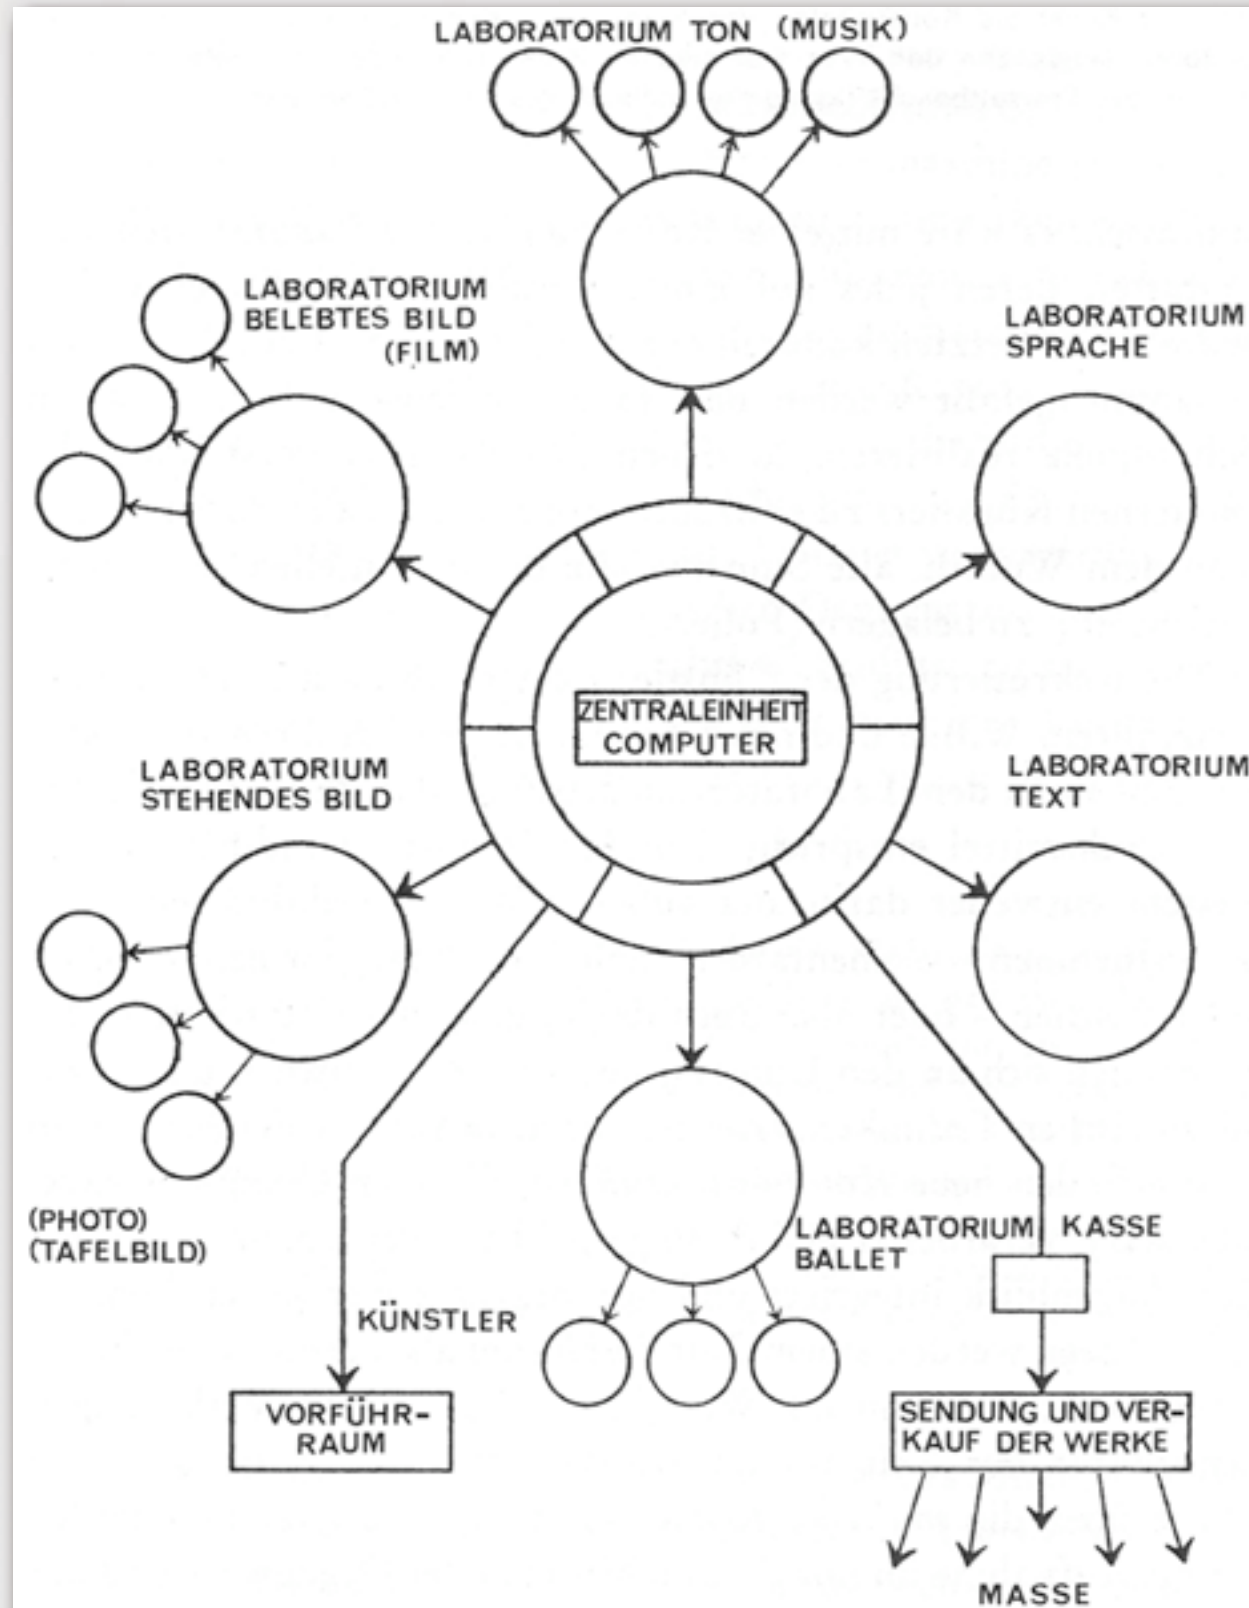 LABORATORIUM TON (MUSIK)
LABORATORIUM
BELEBTES BILD
(FILM)
LABORATORIUM
SPRACHE
ZENTRALEINHEIT
COMPUTER
LABORATORIUM
STEHENDES BILD
LABORATORIUM
TEXT
(PHOTO)
(TAFELBILD)
LABORATORIUM
BALLET
KASSE
KÜNSTLER
VORFÜHR-
RAUM
SENDUNG UND VER-
KAUF DER WERKE
MASSE